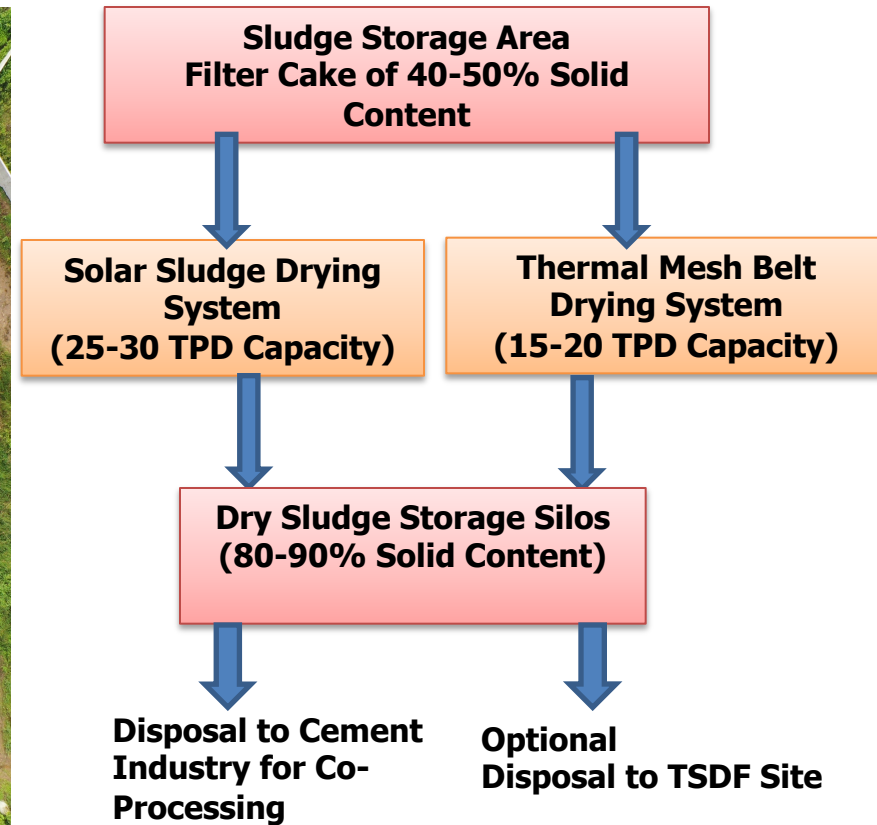 Sludge Storage Area
Filter Cake of 40-50% Solid
Content
Solar Sludge Drying
System
(25-30 TPD Capacity)
Thermal Mesh Belt
Drying System
(15-20 TPD Capacity)
Dry Sludge Storage Silos
(80-90% Solid Content)
Disposal to Cement
Industry for Co-
Processing
Optional
Disposal to TSDF Site